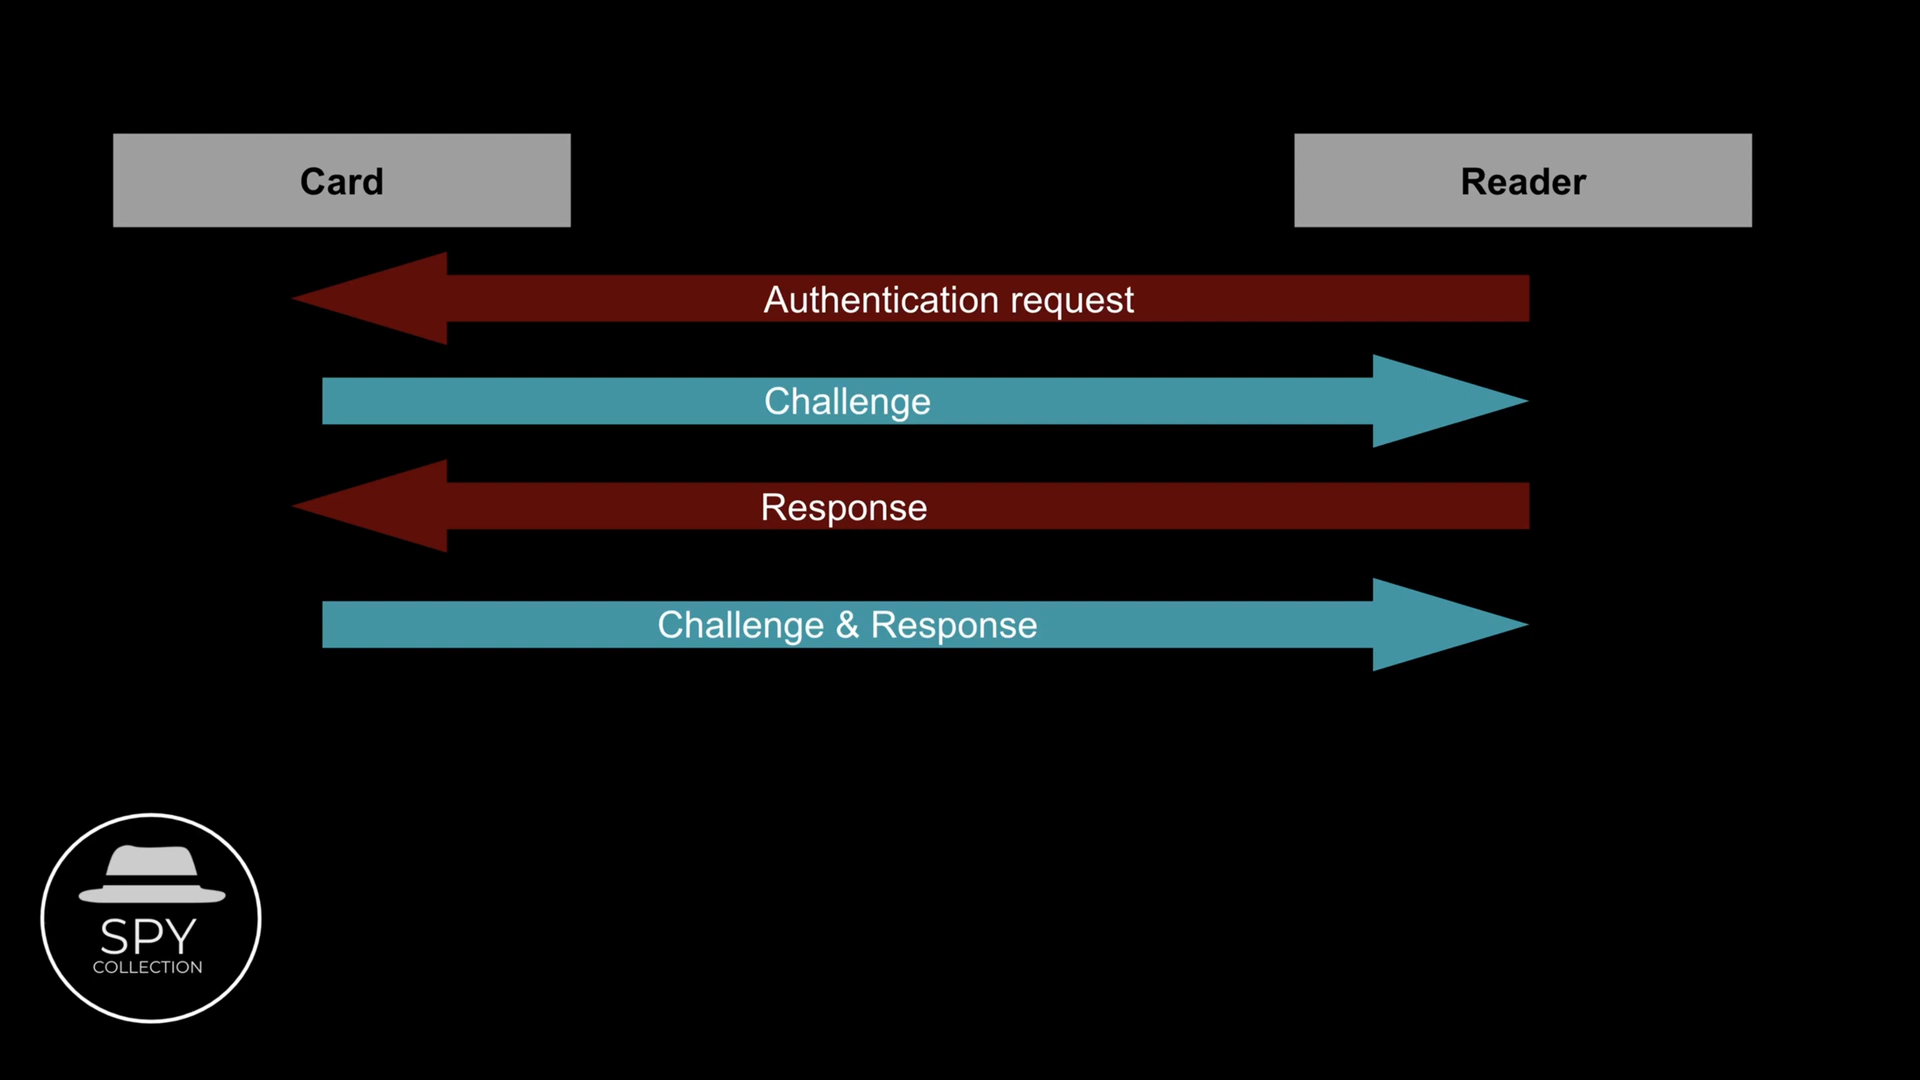 Card
Reader
Authentication request
Challenge
Response
Challenge & Response
SPY
COLLECTION